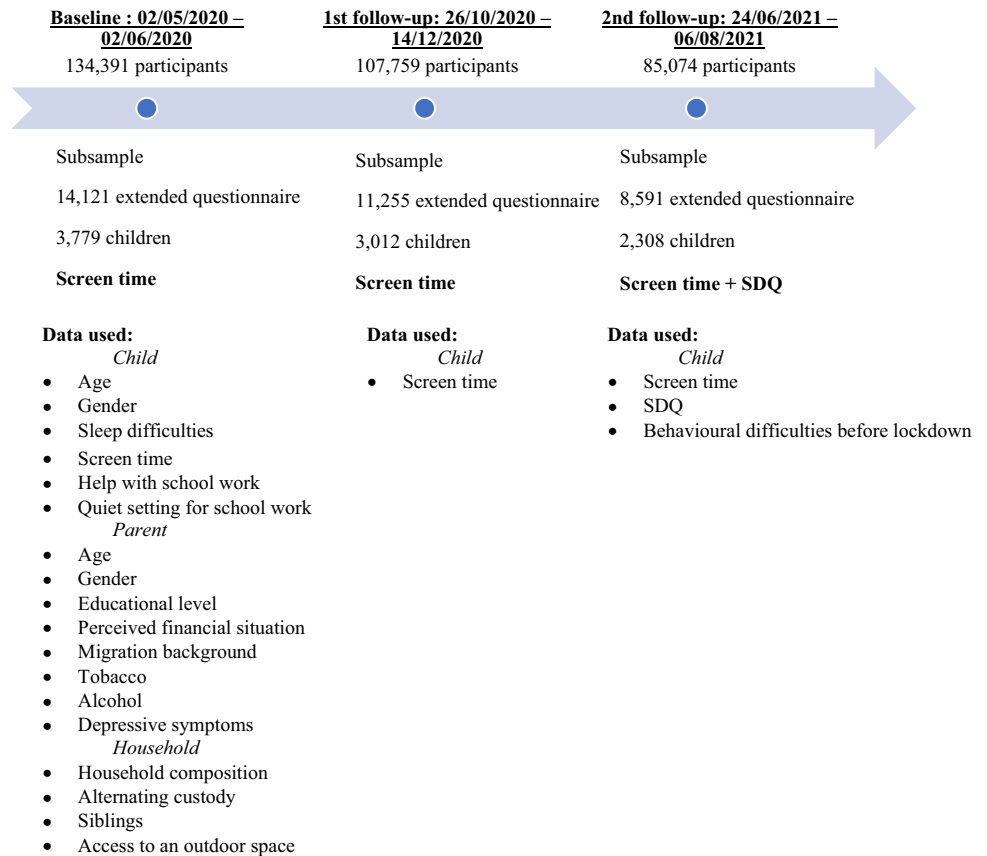 Baseline : 02/05/2020 –
02/06/2020
134,391 participants
1st follow-up: 26/10/2020 –
14/12/2020
107,759 participants
2nd follow-up: 24/06/2021 –
06/08/2021
85,074 participants
Subsample
14,121 extended questionnaire
3,779 children
Screen time
Subsample
11,255 extended questionnaire
3,012 children
Screen time
Subsample
8,591 extended questionnaire
2,308 children
Screen time + SDQ
Data used:
Child
• Age
• Gender
• Sleep difficulties
• Screen time
• Help with school work
• Quiet setting for school work
Parent
• Age
• Gender
• Educational level
• Perceived financial situation
• Migration background
• Tobacco
• Alcohol
• Depressive symptoms
Household
• Household composition
• Alternating custody
• Siblings
• Access to an outdoor space
Data used:
Child
• Screen time
Data used:
Child
• Screen time
• SDQ
• Behavioural difficulties before lockdown